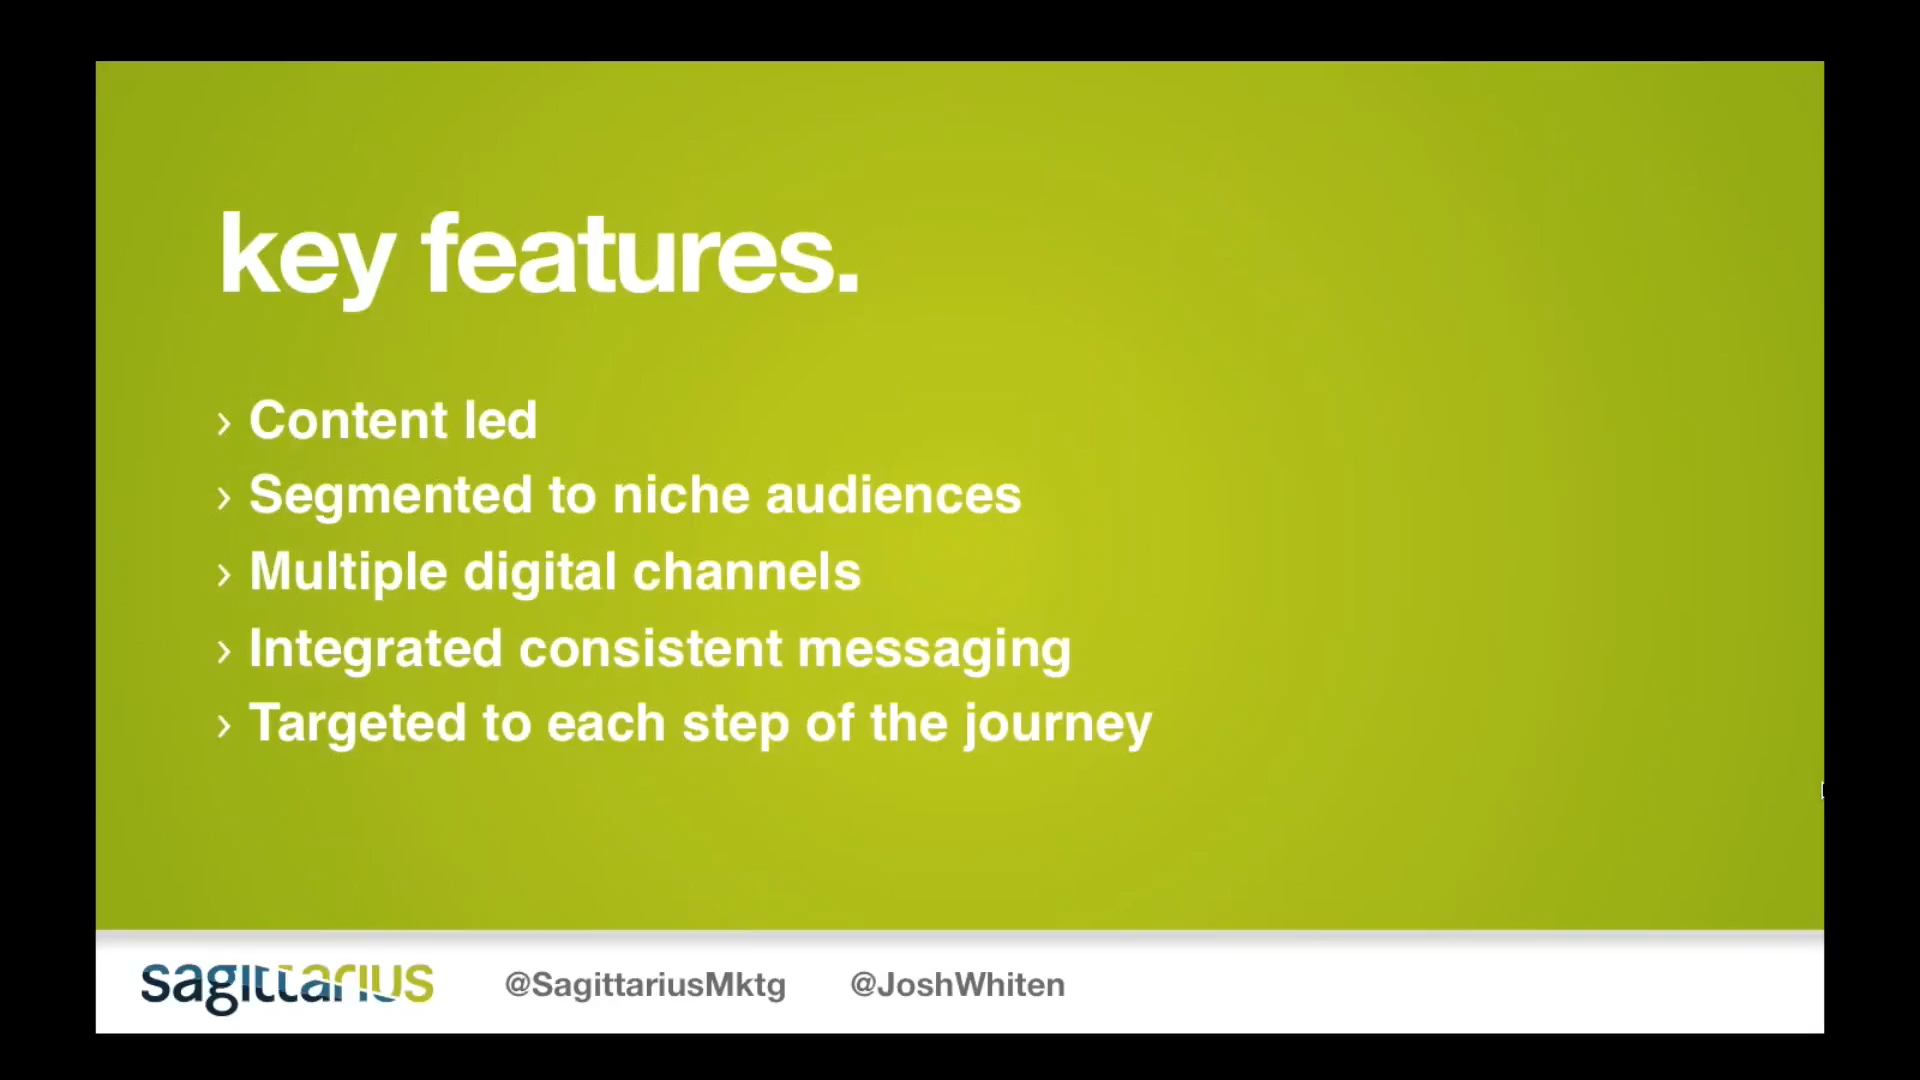 key features.
› Content led
› Segmented to niche audiences
› Multiple digital channels
› Integrated consistent messaging
› Targeted to each step of the journey
sagittarius @SagittariusMktg @JoshWhiten